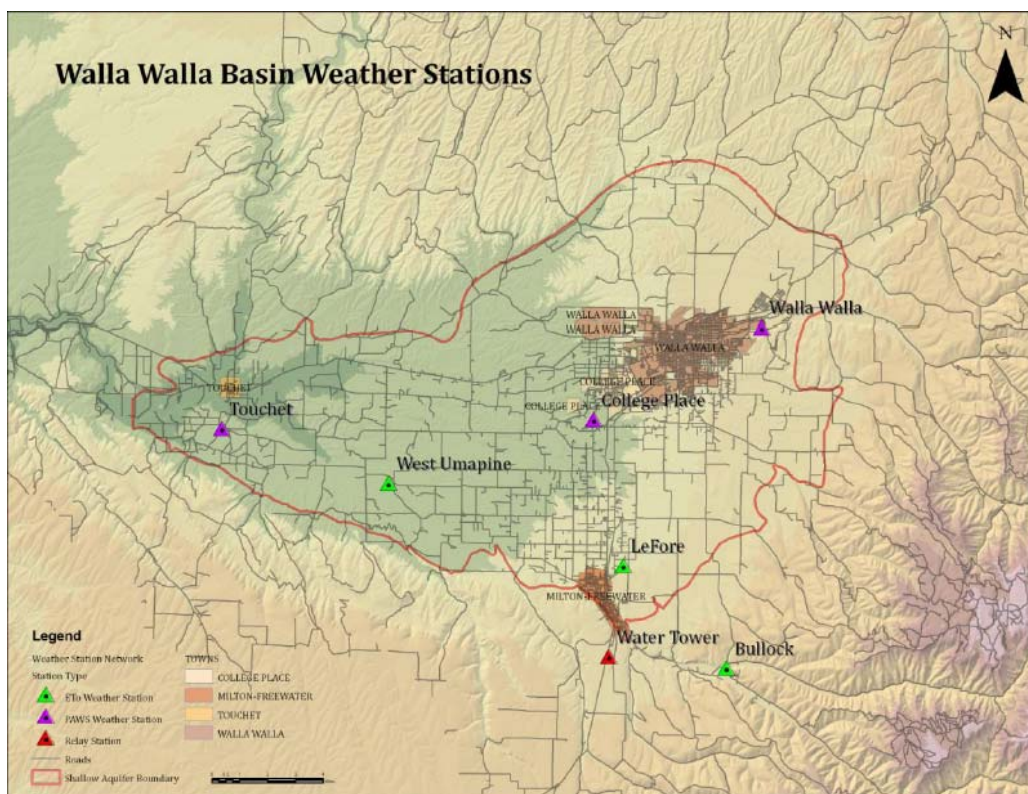 Walla Walla Basin Weather Stations
N
Walla Walla
WALLA WALLA
WALLA WALLA
WALLA WALLA
COLLEGE PLACE
TOUCHET
College Place
COLLEGE PLACE
Touchet
West Umapine
LeFore
MILTON-FREEWATER
Water Tower
Bullock
Legend
Weather Station Network
Station Type
ETo Weather Station
PAWS Weather Station
Relay Station
Roads
Shallow Aquifer Boundary
TOWNS
COLLEGE PLACE
MILTON-FREEWATER
TOUCHET
WALLA WALLA